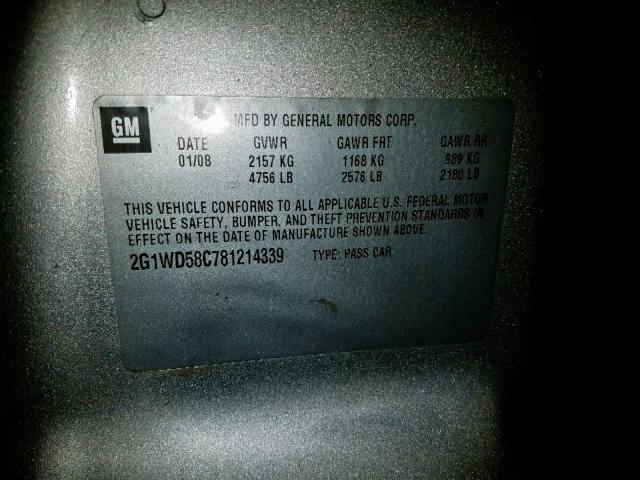 GM
MFD BY GENERAL MOTORS CORP.
DATE GVWR GAWR FRT GAWR RR
01/08 2157 KG 1168 KG 989 KG
4756 LB 2576 LB 2180 LB
THIS VEHICLE CONFORMS TO ALL APPLICABLE U.S. FEDERAL MOTOR
VEHICLE SAFETY, BUMPER, AND THEFT PREVENTION STANDARDS IN
EFFECT ON THE DATE OF MANUFACTURE SHOWN ABOVE.
2G1WD58C781214339 TYPE: PASS CAR